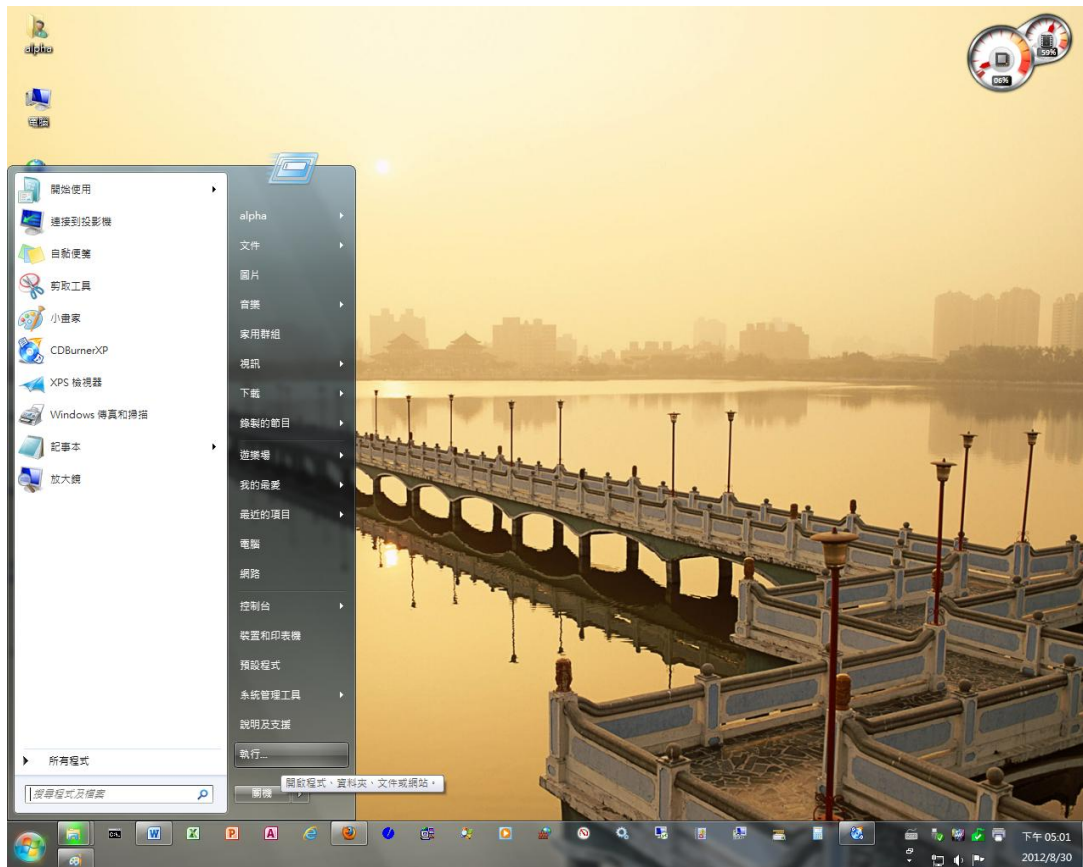 alpha
電腦
06%
59%
開始使用
連接到投影機
自黏便箋
剪取工具
小畫家
CDBurnerXP
XPS 檢視器
Windows 傳真和掃描
記事本
放大鏡
所有程式
搜尋程式及檔案
alpha
文件
圖片
音樂
家用群組
視訊
下載
錄製的節目
遊樂場
我的最愛
最近的項目
電腦
網路
控制台
裝置和印表機
預設程式
系統管理工具
說明及支援
執行...
開啟程式、資料夾、文件或網站。
關機
下午 05:01
2012/8/30